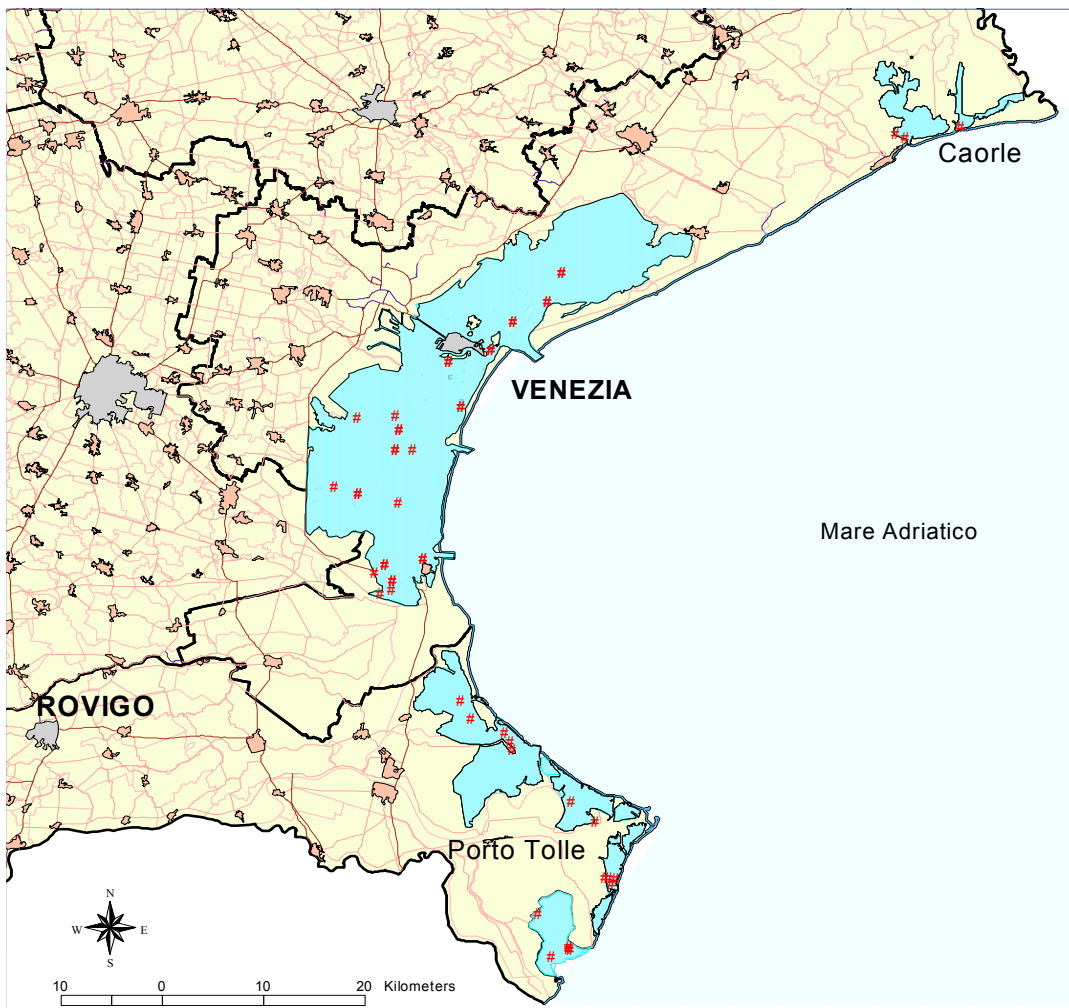 Caorle
VENEZIA
Mare Adriatico
ROVIGO
Porto Tolle
N
W E
S
10 0 10 20 Kilometers